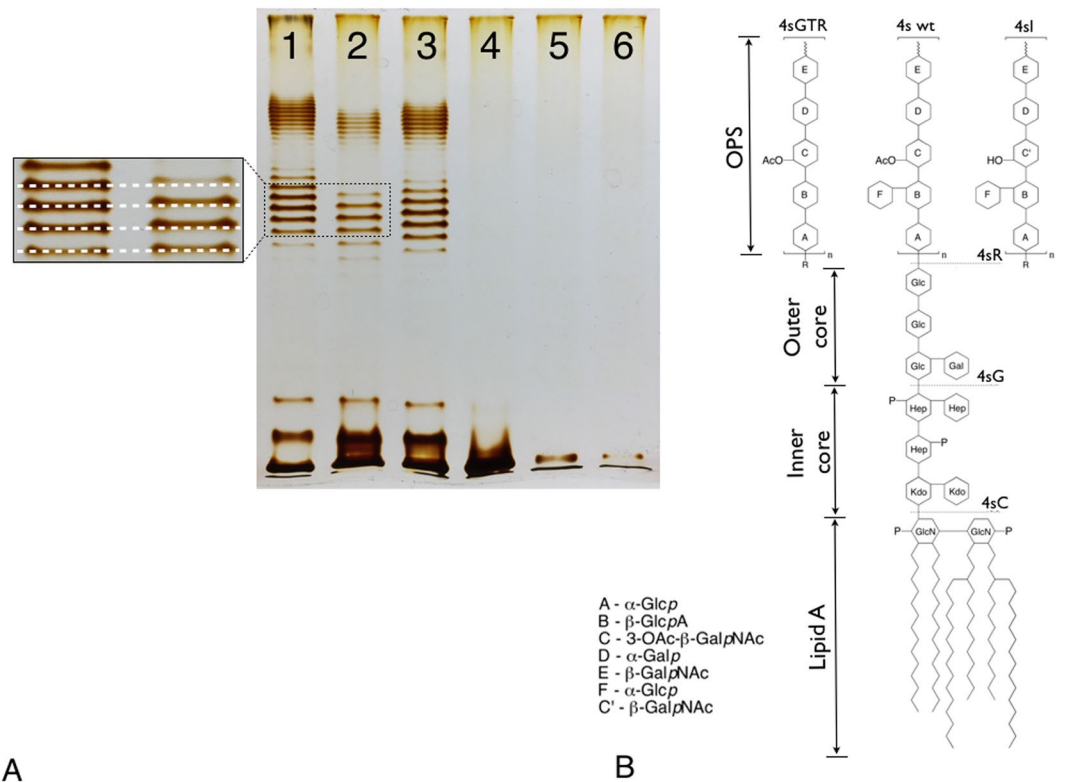 1 2 3 4 5 6
4sGTR 4s wt 4sI
OPS
E E E
D D D
AcO C AcO C HO C'
B F B F B
A A A
n n n
R R
4sR
Outer core
Glc
Glc
Glc Gal
4sG
Inner core
P Hep Hep
Hep P
Kdo Kdo
4sC
P GlcN GlcN P
Lipid A
A - α-Glcp
B - β-GlcpA
C - 3-OAc-β-GalpNAc
D - α-Galp
E - β-GalpNAc
F - α-Glcp
C' - β-GalpNAc
A B